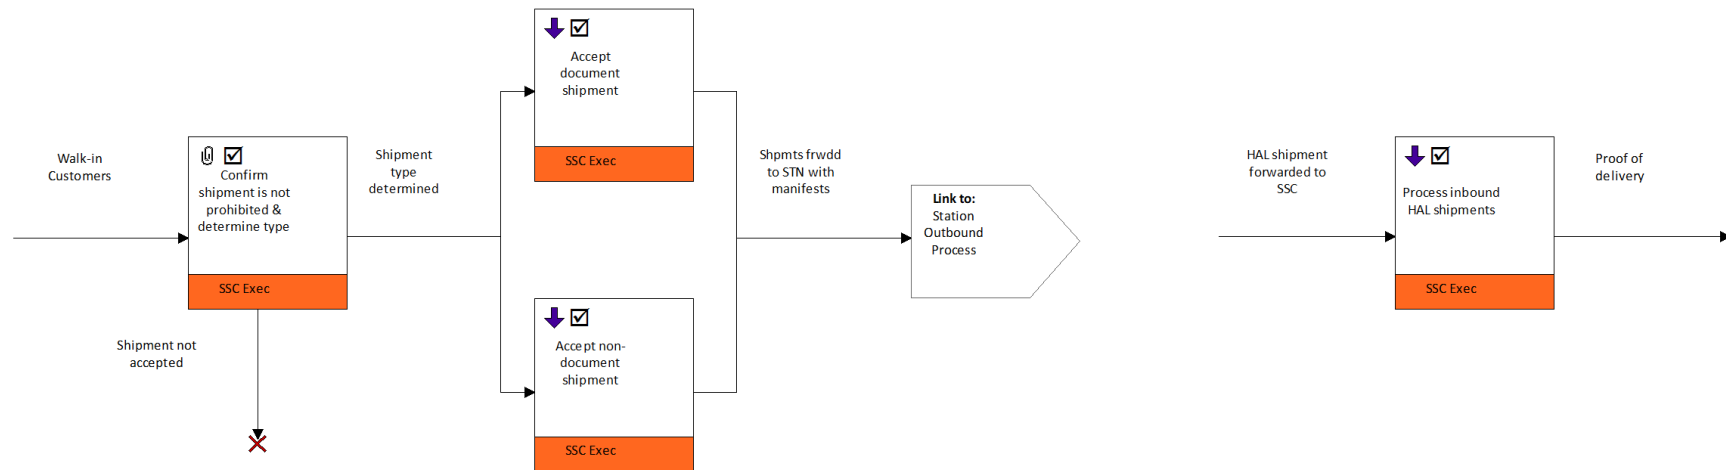 Walk-in
Customers
Confirm
shipment is not
prohibited &
determine type
SSC Exec
Shipment not
accepted
Shipment
type
determined
Accept
document
shipment
SSC Exec
Accept non-
document
shipment
SSC Exec
Shpmts frwdd
to STN with
manifests
Link to:
Station
Outbound
Process
HAL shipment
forwarded to
SSC
Process inbound
HAL shipments
SSC Exec
Proof of
delivery